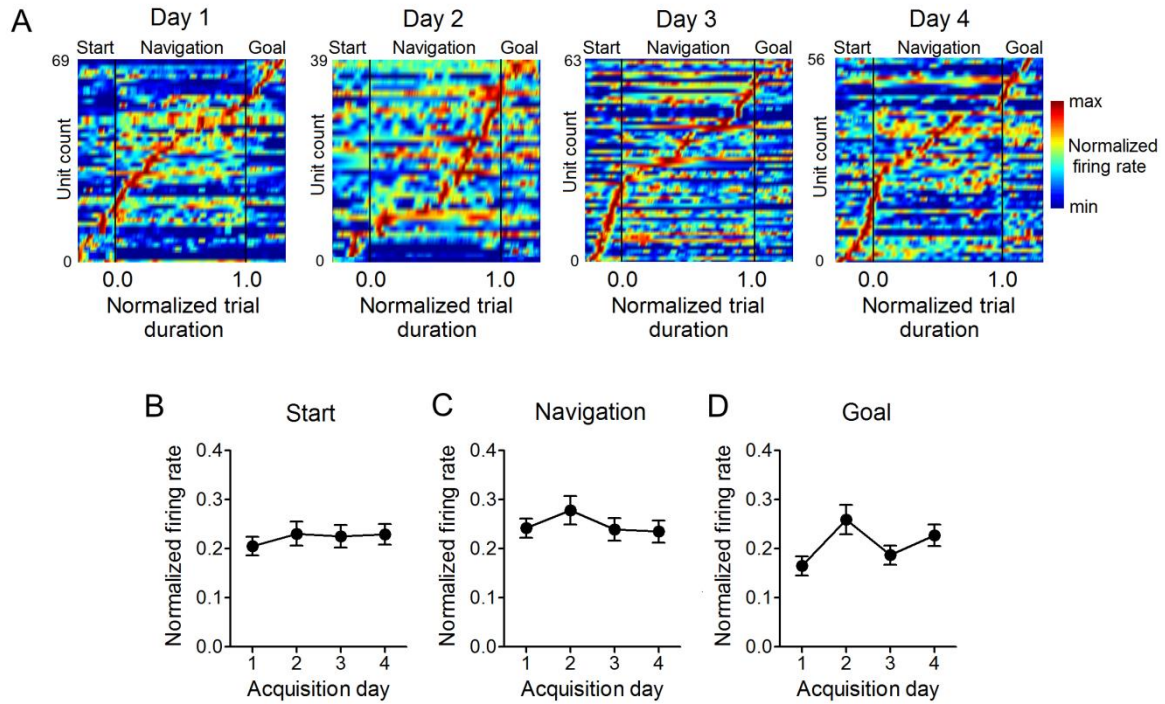 A
Day 1
Day 2
Day 3
Day 4
Start Navigation Goal
Start Navigation Goal
Start Navigation Goal
Start Navigation Goal
69
Unit count
0
39
Unit count
0
63
Unit count
0
56
Unit count
0
max
Normalized
firing rate
min
0.0 1.0
0.0 1.0
0.0 1.0
0.0 1.0
Normalized trial
duration
Normalized trial
duration
Normalized trial
duration
Normalized trial
duration
B
Start
Normalized firing rate
0.4
0.3
0.2
0.1
0.0
1 2 3 4
Acquisition day
C
Navigation
Normalized firing rate
0.4
0.3
0.2
0.1
0.0
1 2 3 4
Acquisition day
D
Goal
Normalized firing rate
0.4
0.3
0.2
0.1
0.0
1 2 3 4
Acquisition day